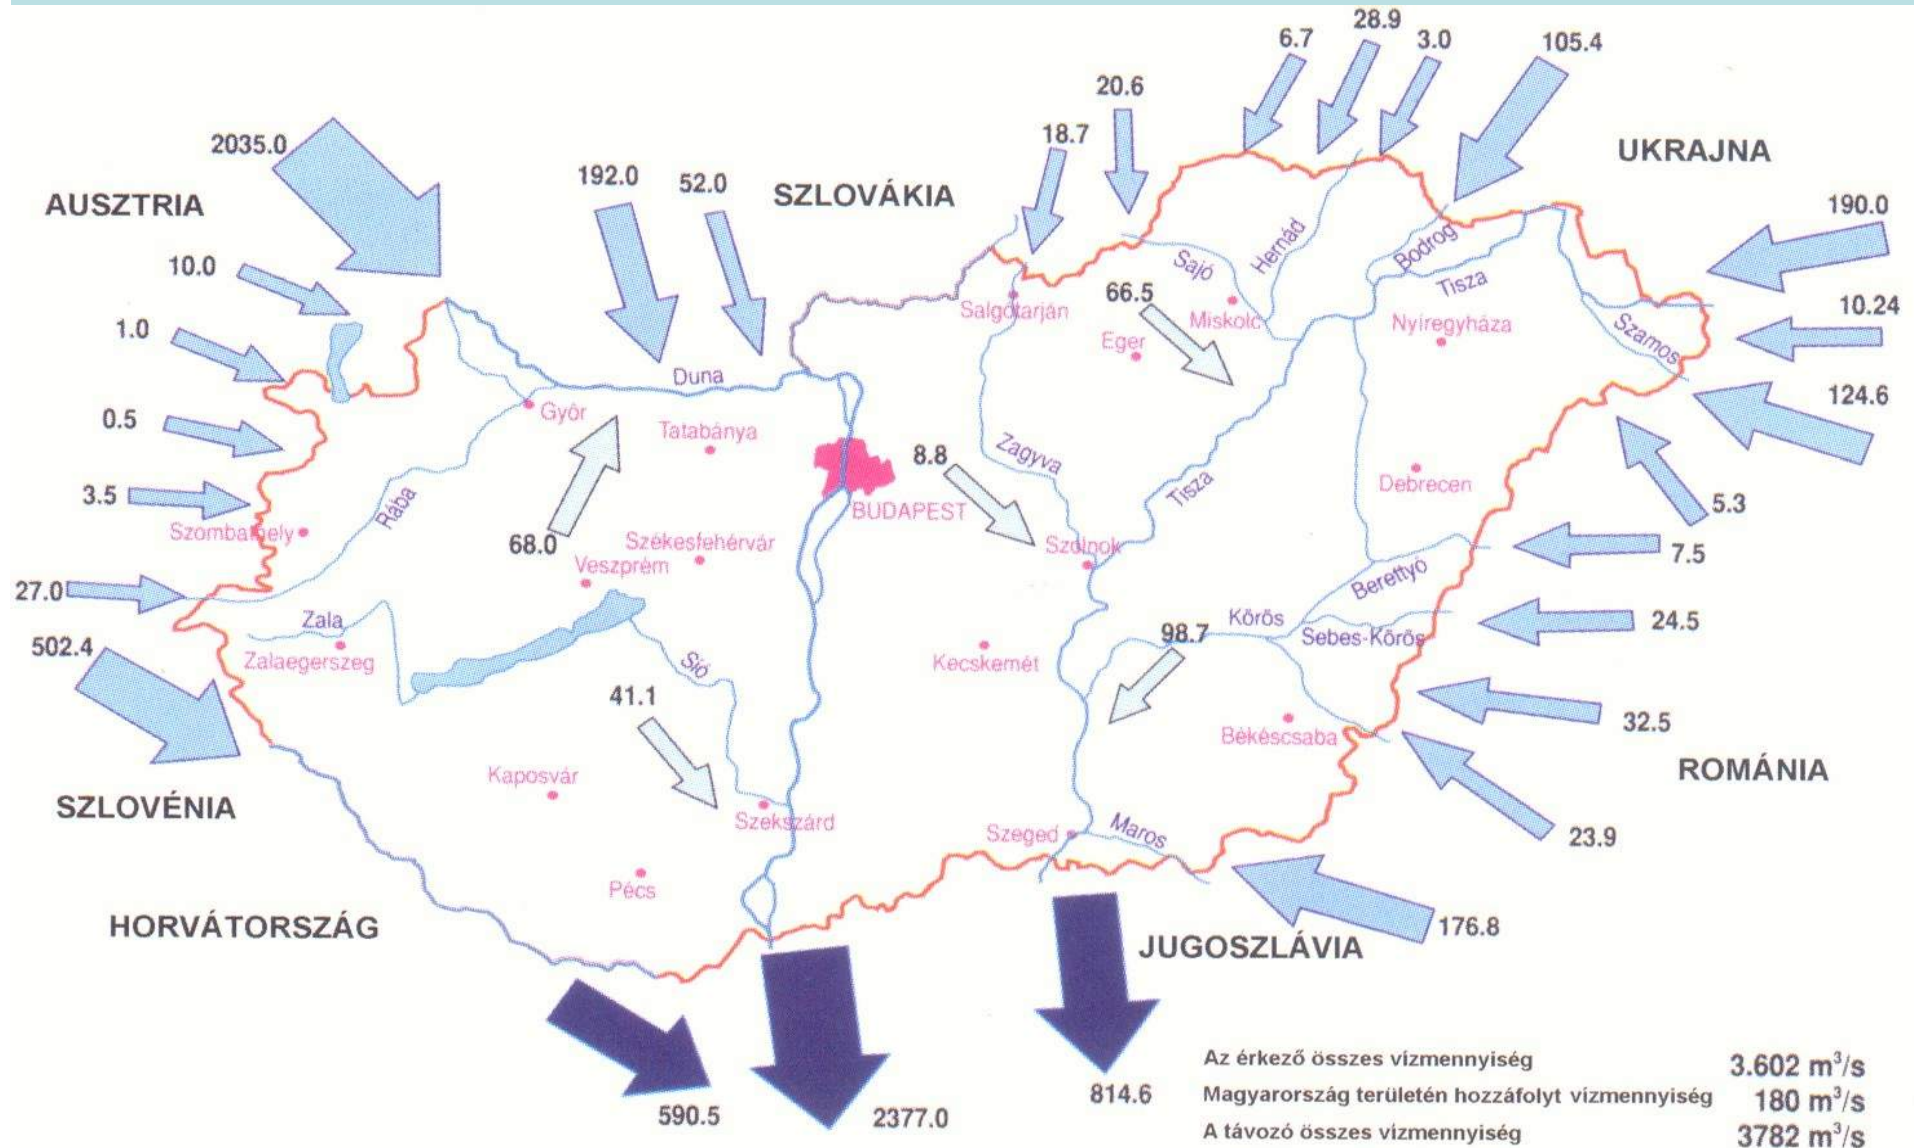 28.9
6.7
3.0
105.4
20.6
18.7
2035.0
UKRAJNA
192.0
52.0
SZLOVÁKIA
AUSZTRIA
190.0
10.0
Bodrog
Hernád
Sajó
Tisza
66.5
10.24
Salgótarján
Miskolc
Nyíregyháza
Szamos
1.0
Eger
Duna
124.6
0.5
Győr
Tatabánya
8.8
Zagyva
Tisza
Debrecen
3.5
Rába
5.3
Szombathely
BUDAPEST
68.0
Székesfehérvár
Szolnok
7.5
Veszprém
Berettyó
27.0
Zala
Kőrös
98.7
24.5
Sebes-Kőrös
502.4
Zalaegerszeg
Sió
Kecskemét
41.1
32.5
Békéscsaba
Kaposvár
ROMÁNIA
SZLOVÉNIA
Szekszárd
Szeged
Maros
23.9
Pécs
HORVÁTORSZÁG
176.8
JUGOSZLÁVIA
590.5
2377.0
814.6
Az érkező összes vízmennyiség 3.602 m³/s
Magyarország területén hozzáfolyt vízmennyiség 180 m³/s
A távozó összes vízmennyiség 3782 m³/s